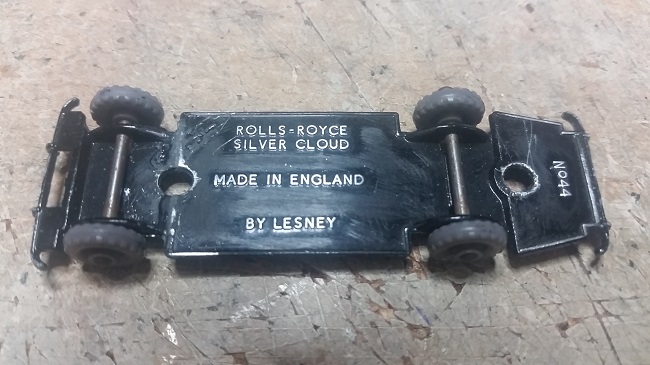 ROLLS-ROYCE
SILVER CLOUD
MADE IN ENGLAND
BY LESNEY
No44